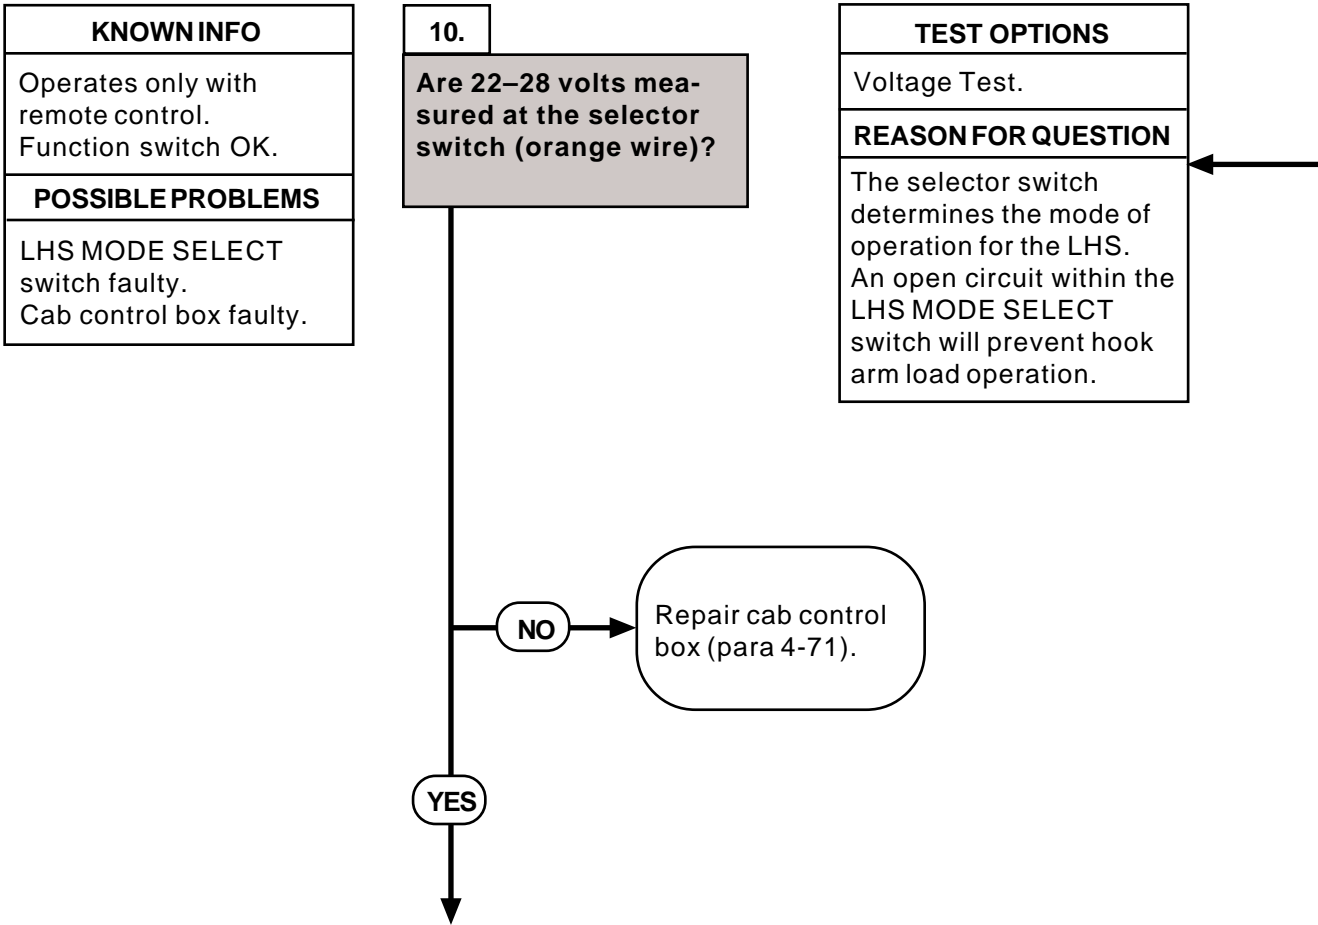 KNOWN INFO
Operates only with
remote control.
Function switch OK.
POSSIBLE PROBLEMS
LHS MODE SELECT
switch faulty.
Cab control box faulty.
10.
Are 22–28 volts mea-
sured at the selector
switch (orange wire)?
TEST OPTIONS
Voltage Test.
REASON FOR QUESTION
The selector switch
determines the mode of
operation for the LHS.
An open circuit within the
LHS MODE SELECT
switch will prevent hook
arm load operation.
NO
Repair cab control
box (para 4-71).
YES